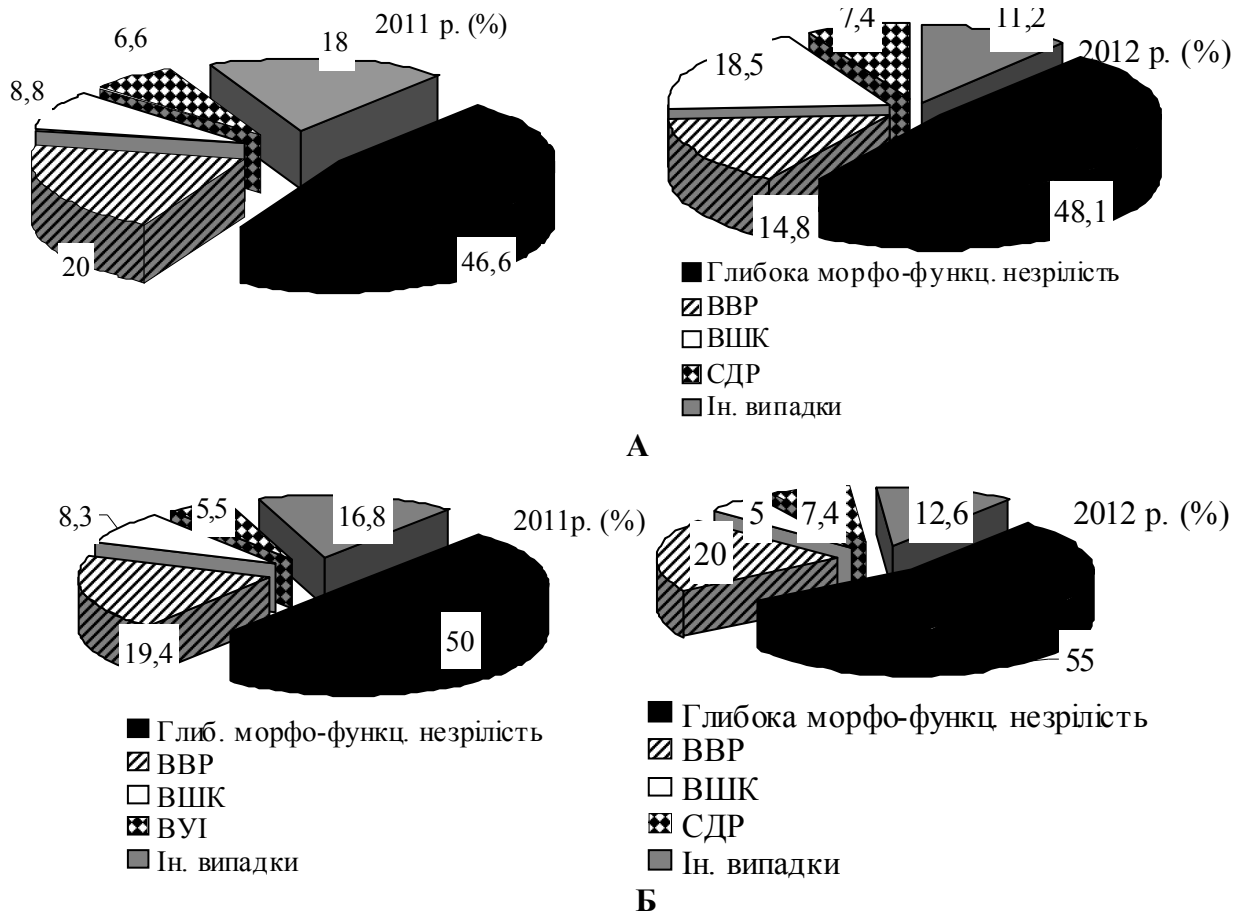 2011 р. (%)
6,6
18
8,8
20
46,6
7,4
11,2
2012 р. (%)
18,5
48,1
14,8
Глибока морфо-функц. незрілість
ВВР
ВШК
СДР
Ін. випадки
А
8,3
5,5
16,8
2011р. (%)
19,4
50
Глиб. морфо-функц. незрілість
ВВР
ВШК
ВУІ
Ін. випадки
5
7,4
12,6
2012 р. (%)
20
55
Глибока морфо-функц. незрілість
ВВР
ВШК
СДР
Ін. випадки
Б